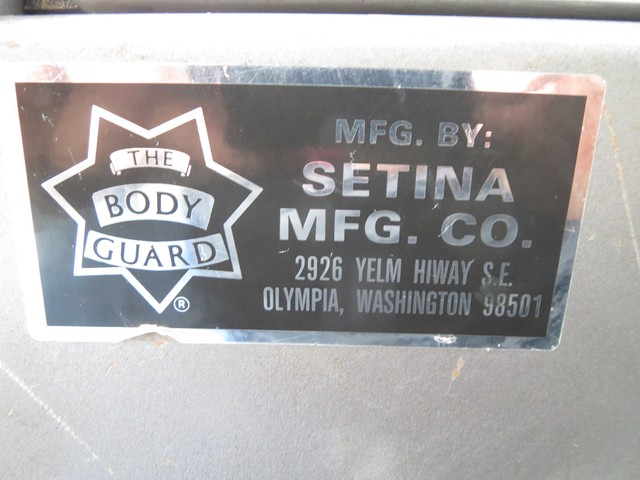 THE
BODY
GUARD
®
MFG. BY:
SETINA
MFG. CO.
2926 YELM HIWAY S.E.
OLYMPIA, WASHINGTON 98501